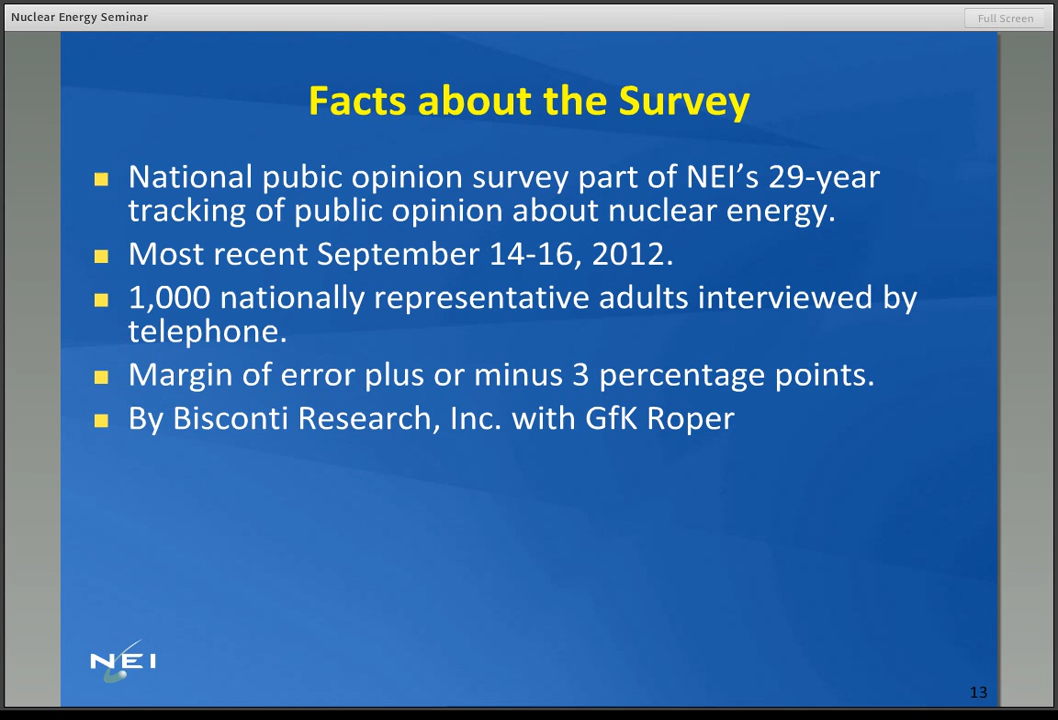 Nuclear Energy Seminar
Full Screen
Facts about the Survey
National pubic opinion survey part of NEI’s 29-year
tracking of public opinion about nuclear energy.
Most recent September 14-16, 2012.
1,000 nationally representative adults interviewed by
telephone.
Margin of error plus or minus 3 percentage points.
By Bisconti Research, Inc. with GfK Roper
NEI
13